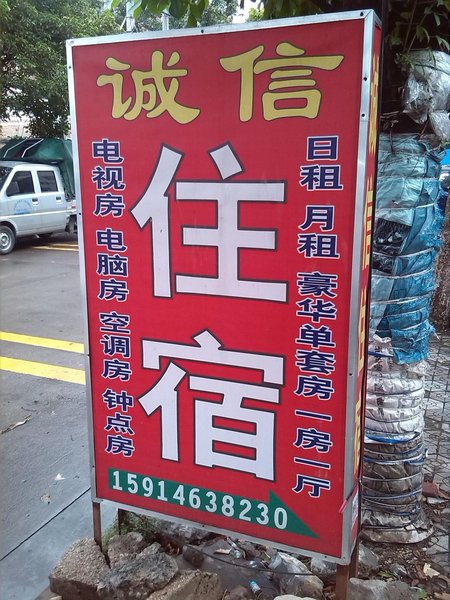 诚信
住宿
电视房 电脑房 空调房 钟点房
日租 月租 豪华单套房 一房一厅
15914638230